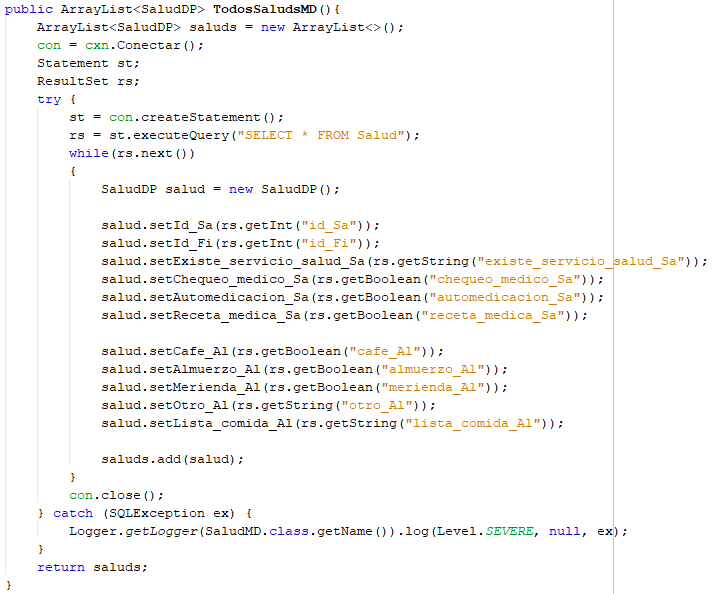 public ArrayList<SaludDP> TodosSaludsMD(){
    ArrayList<SaludDP> saluds = new ArrayList<>();
    con = cxn.Conectar();
    Statement st;
    ResultSet rs;
    try {
        st = con.createStatement();
        rs = st.executeQuery("SELECT * FROM Salud");
        while(rs.next())
        {
            SaludDP salud = new SaludDP();

            salud.setId_Sa(rs.getInt("id_Sa"));
            salud.setId_Fi(rs.getInt("id_Fi"));
            salud.setExiste_servicio_salud_Sa(rs.getString("existe_servicio_salud_Sa"));
            salud.setChequeo_medico_Sa(rs.getBoolean("chequeo_medico_Sa"));
            salud.setAutomedicacion_Sa(rs.getBoolean("automedicacion_Sa"));
            salud.setReceta_medica_Sa(rs.getBoolean("receta_medica_Sa"));

            salud.setCafe_Al(rs.getBoolean("cafe_Al"));
            salud.setAlmuerzo_Al(rs.getBoolean("almuerzo_Al"));
            salud.setMerienda_Al(rs.getBoolean("merienda_Al"));
            salud.setOtro_Al(rs.getString("otro_Al"));
            salud.setLista_comida_Al(rs.getString("lista_comida_Al"));

            saluds.add(salud);
        }
        con.close();
    } catch (SQLException ex) {
        Logger.getLogger(SaludMD.class.getName()).log(Level.SEVERE, null, ex);
    }
    return saluds;
}